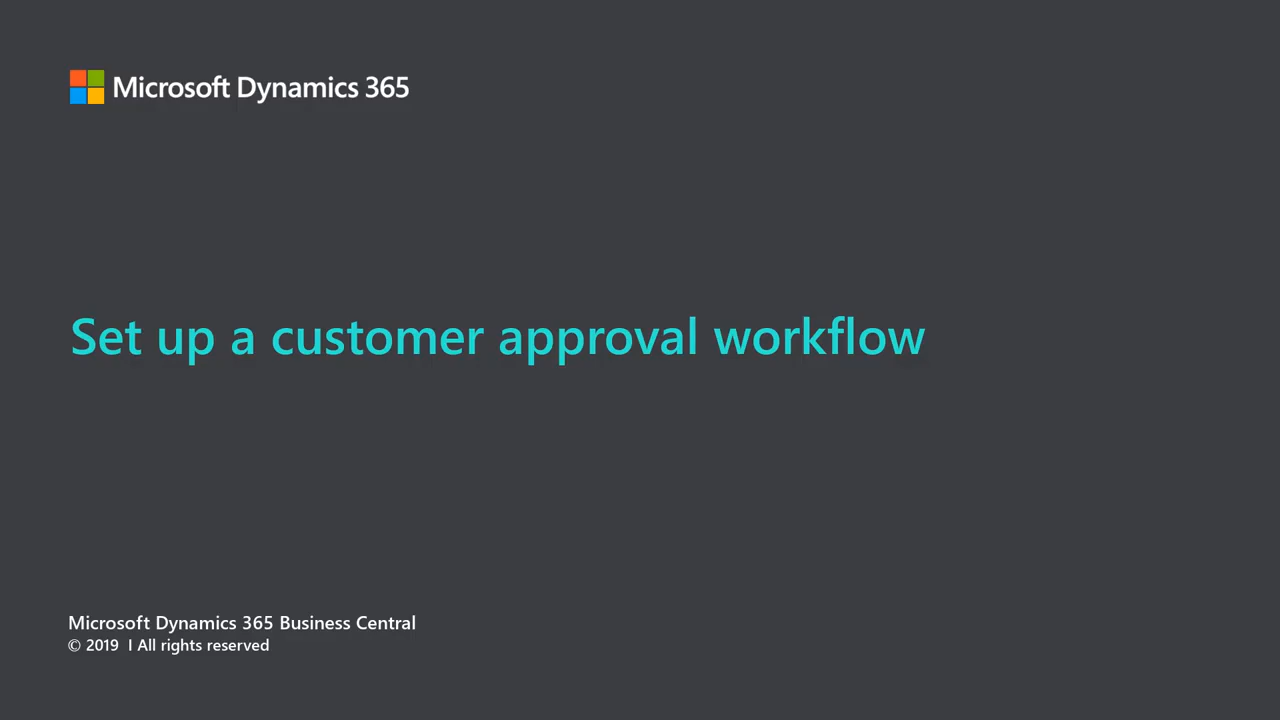 Microsoft Dynamics 365
Set up a customer approval workflow
Microsoft Dynamics 365 Business Central
© 2019 I All rights reserved